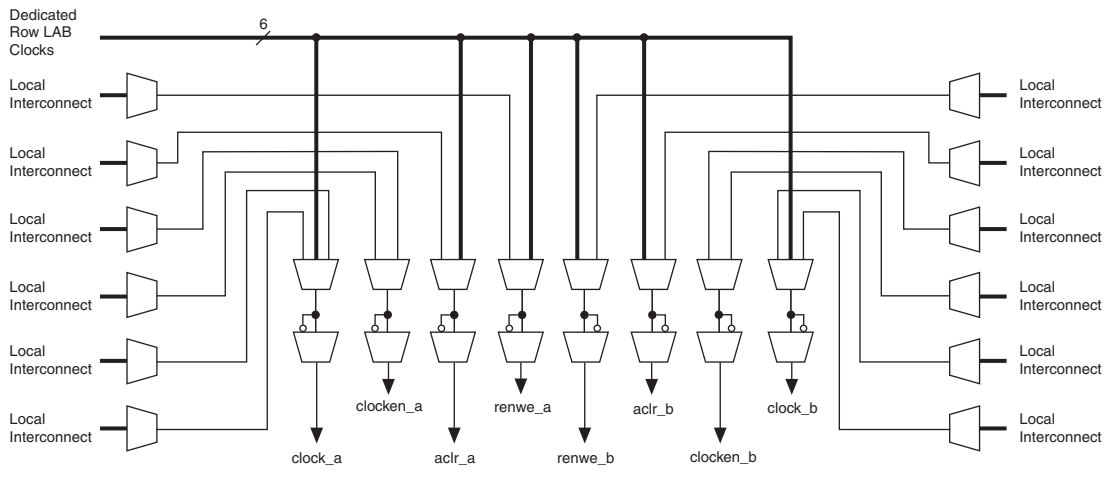 Dedicated
Row LAB
Clocks
6
Local
Interconnect
Local
Interconnect
Local
Interconnect
Local
Interconnect
Local
Interconnect
Local
Interconnect
Local
Interconnect
Local
Interconnect
Local
Interconnect
Local
Interconnect
Local
Interconnect
Local
Interconnect
clocken_a
renwe_a
aclr_b
clock_b
clock_a
aclr_a
renwe_b
clocken_b